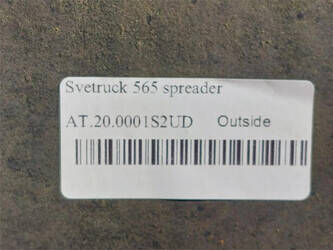 Svetruck 565 spreader
AT.20.0001S2UD Outside